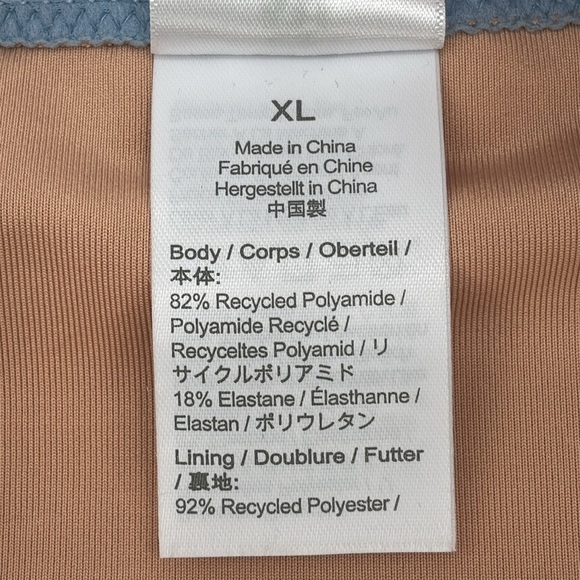 XL
Made in China
Fabriqué en Chine
Hergestellt in China
中国製
Body / Corps / Oberteil /
本体:
82% Recycled Polyamide /
Polyamide Recyclé /
Recyceltes Polyamid / リ
サイクルポリアミド
18% Elastane / Élasthanne /
Elastan / ポリウレタン
Lining / Doublure / Futter
/ 裏地:
92% Recycled Polyester /